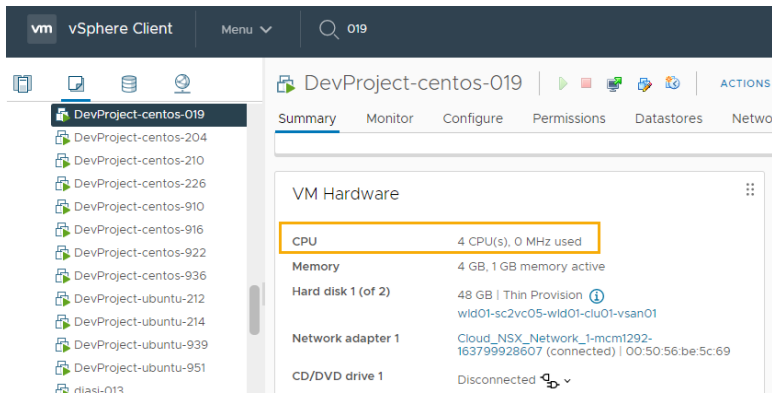 vm vSphere Client Menu 019
DevProject-centos-019 ACTIONS
Summary Monitor Configure Permissions Datastores Netwo
DevProject-centos-019
DevProject-centos-204
DevProject-centos-210
DevProject-centos-226
DevProject-centos-910
DevProject-centos-916
DevProject-centos-922
DevProject-centos-936
DevProject-ubuntu-212
DevProject-ubuntu-214
DevProject-ubuntu-939
DevProject-ubuntu-951
diasi-013
VM Hardware
CPU 4 CPU(s), 0 MHz used
Memory 4 GB, 1 GB memory active
Hard disk 1 (of 2) 48 GB | Thin Provision
wld01-sc2vc05-wld01-clu01-vsan01
Network adapter 1 Cloud_NSX_Network_1-mcm1292-
163799928607 (connected) | 00:50:56:be:5c:69
CD/DVD drive 1 Disconnected